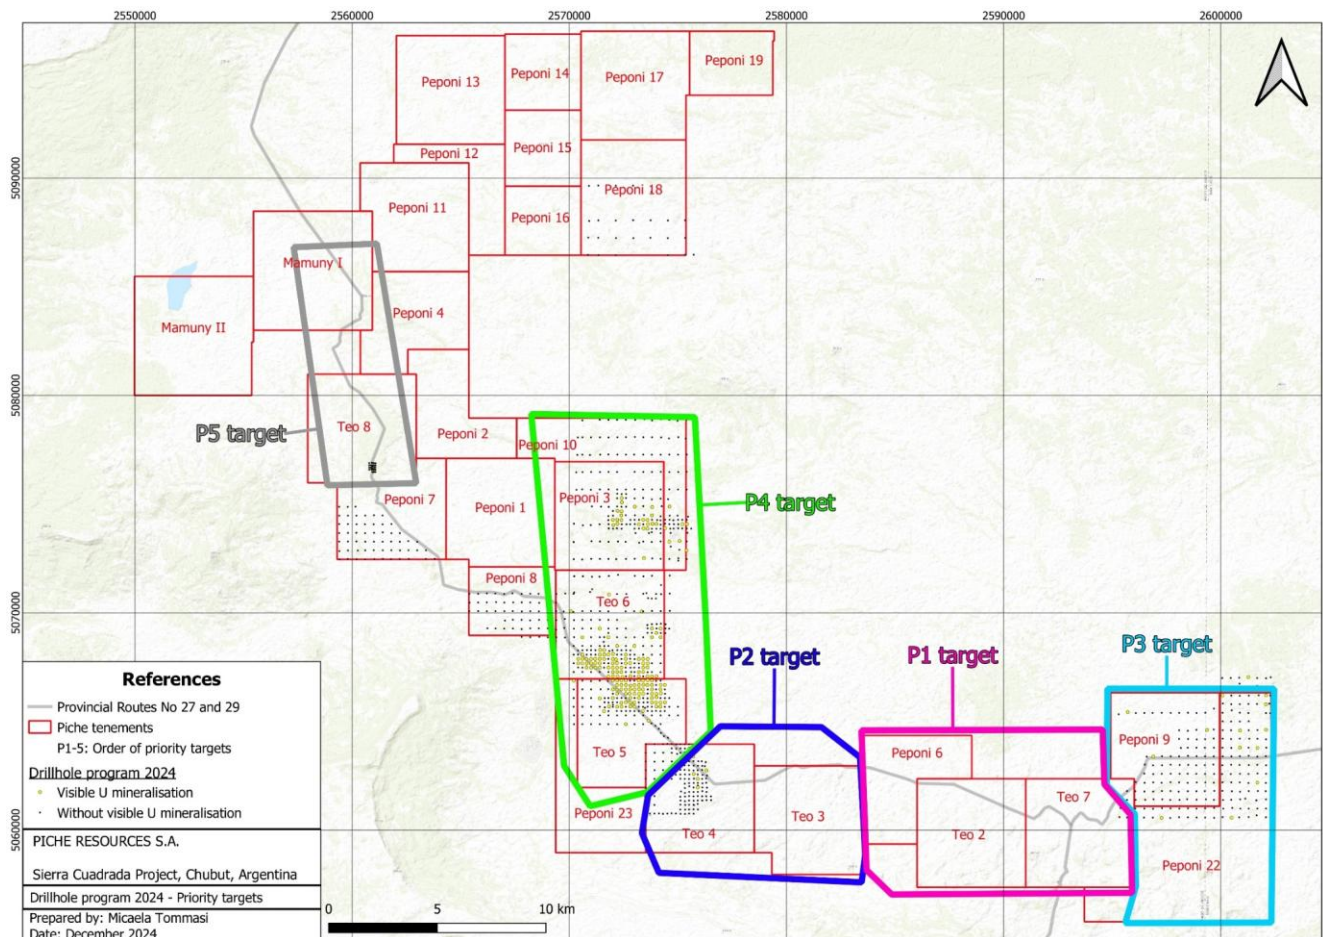 2550000 2560000 2570000 2580000 2590000 2600000
Peponi 13
Peponi 14
Peponi 17
Peponi 19
Peponi 12
Peponi 15
5090000
Peponi 18
Peponi 11
Peponi 16
Mamuny I
Peponi 4
Mamuny II
5080000
P5 target
Teo 8
Peponi 2
Peponi 10
Peponi 7
Peponi 1
Peponi 3
P4 target
Peponi 8
Teo 6
5070000
P2 target
P1 target
P3 target
Teo 5
Peponi 6
Peponi 9
Peponi 23
Teo 4
Teo 3
Teo 2
Teo 7
5060000
Peponi 22
References
Provincial Routes No 27 and 29
Piche tenements
P1-5: Order of priority targets
Drillhole program 2024
Visible U mineralisation
Without visible U mineralisation
PICHE RESOURCES S.A.
Sierra Cuadrada Project, Chubut, Argentina
Drillhole program 2024 - Priority targets
Prepared by: Micaela Tommasi
Date: December 2024
0 5 10 km